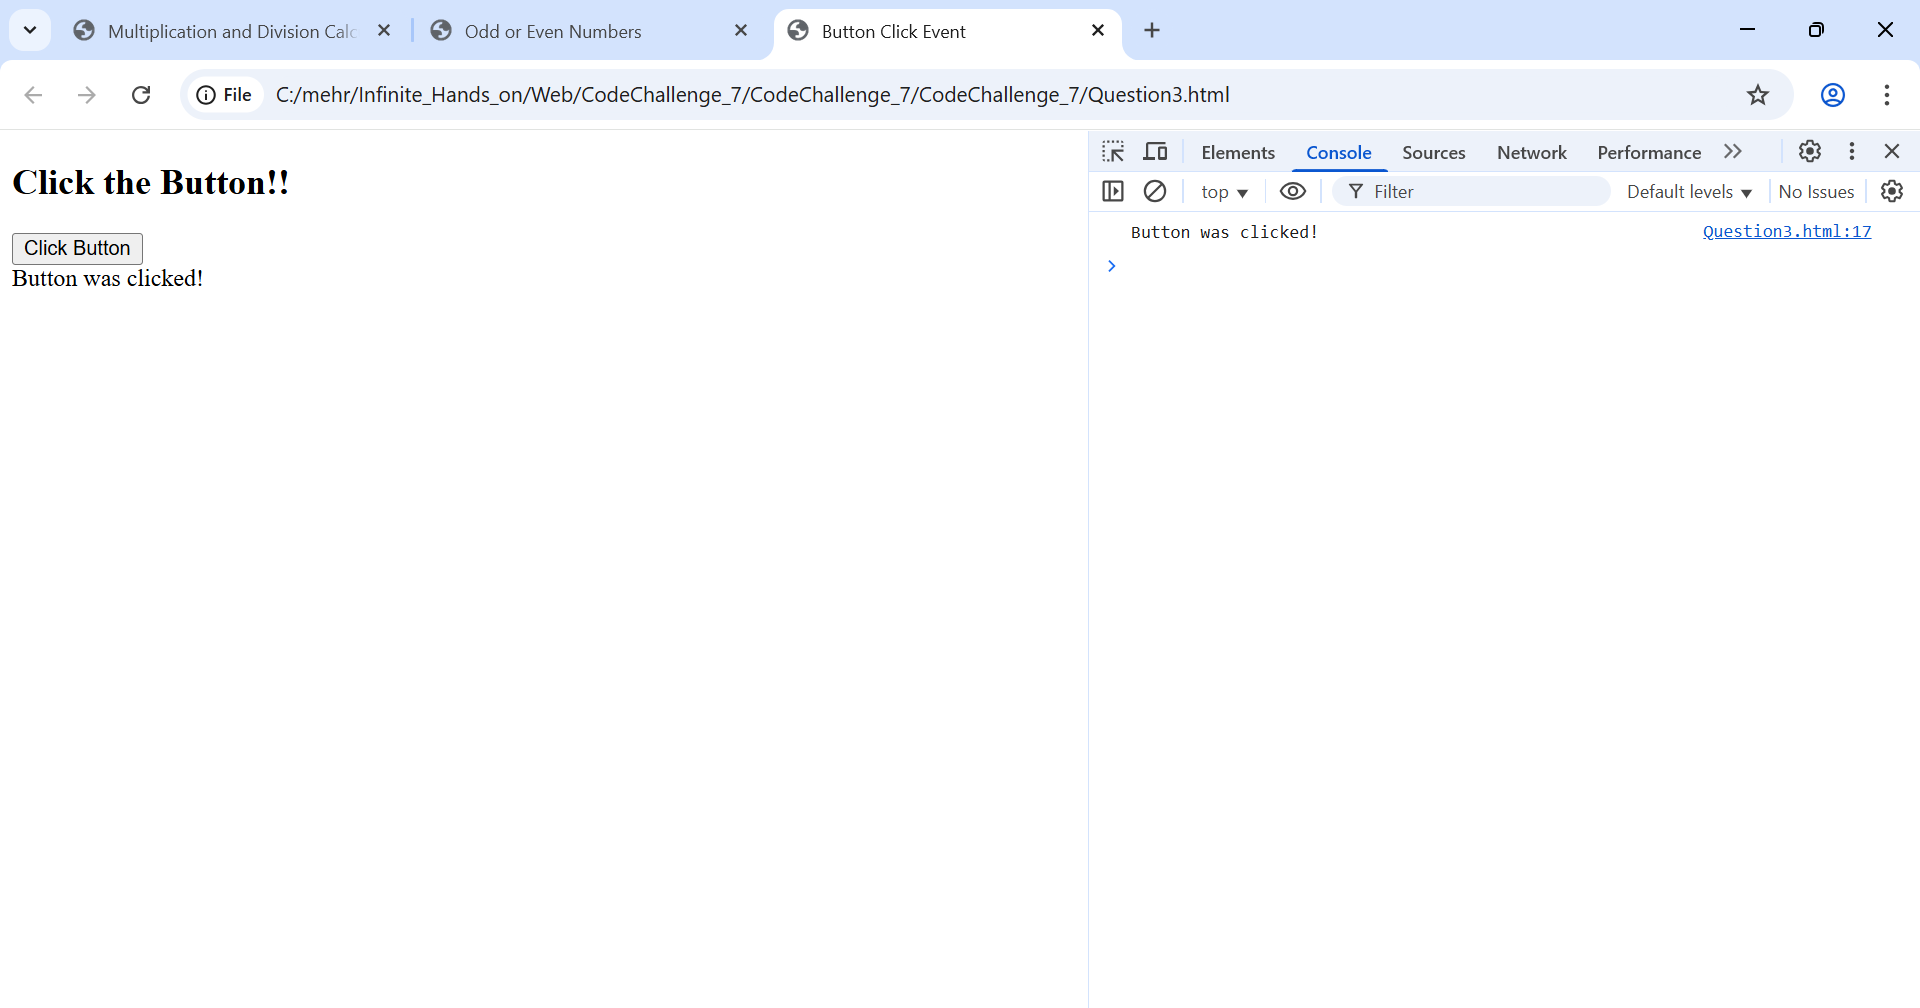 Multiplication and Division Calc
Odd or Even Numbers
Button Click Event
File
C:/mehr/Infinite_Hands_on/Web/CodeChallenge_7/CodeChallenge_7/CodeChallenge_7/Question3.html
Click the Button!!
Click Button
Button was clicked!
Elements Console Sources Network Performance
top Filter Default levels No Issues
Button was clicked! Question3.html:17